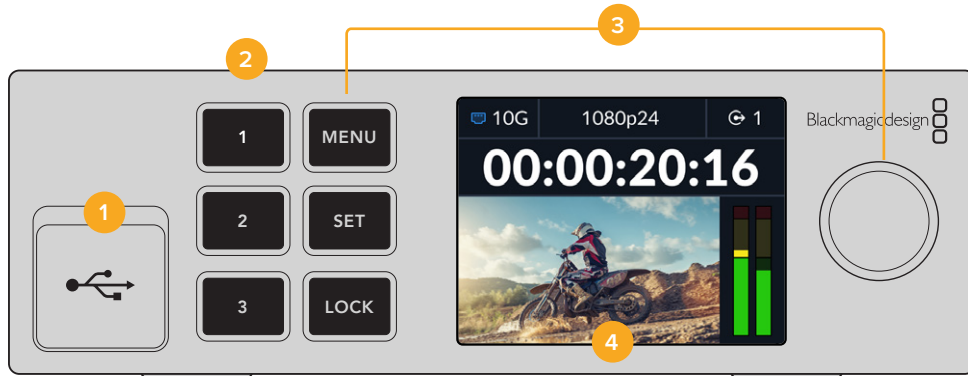 3
2
1 MENU
10G 1080p24 1
Blackmagicdesign
00:00:20:16
1
2 SET
3 LOCK
4